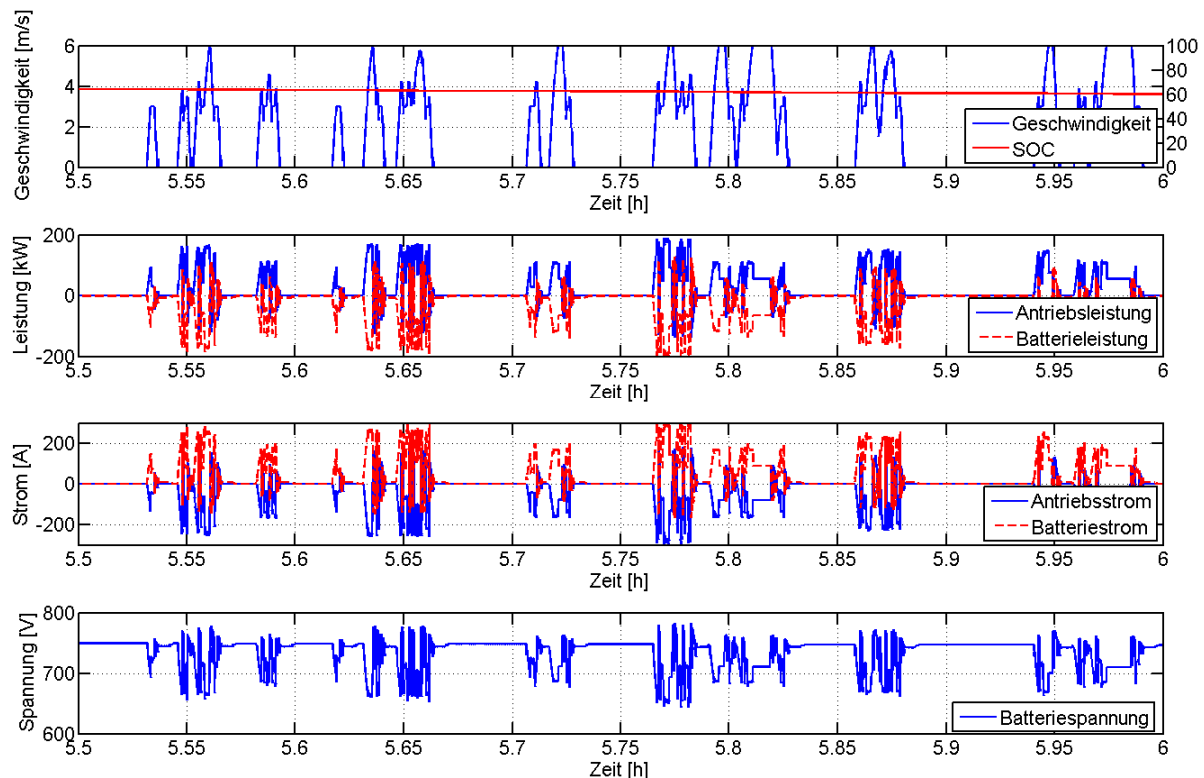 Geschwindigkeit [m/s]
6
4
2
0
100
80
60
40
20
0
Geschwindigkeit
SOC
5.5 5.55 5.6 5.65 5.7 5.75 5.8 5.85 5.9 5.95 6
Zeit [h]
Leistung [kW]
200
0
-200
Antriebsleistung
Batterieleistung
5.5 5.55 5.6 5.65 5.7 5.75 5.8 5.85 5.9 5.95 6
Zeit [h]
Strom [A]
200
0
-200
Antriebsstrom
Batteriestrom
5.5 5.55 5.6 5.65 5.7 5.75 5.8 5.85 5.9 5.95 6
Zeit [h]
Spannung [V]
800
700
600
Batteriespannung
5.5 5.55 5.6 5.65 5.7 5.75 5.8 5.85 5.9 5.95 6
Zeit [h]